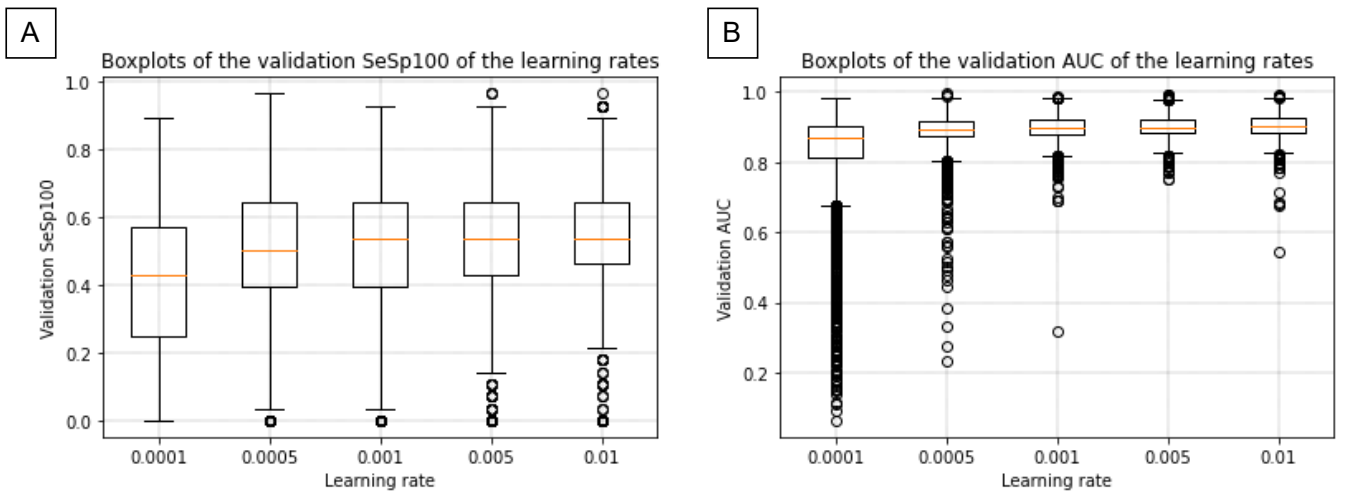 A
Boxplots of the validation SeSp100 of the learning rates
1.0
0.8
0.6
0.4
0.2
0.0
Validation SeSp100
0.0001 0.0005 0.001 0.005 0.01
Learning rate
B
Boxplots of the validation AUC of the learning rates
1.0
0.8
0.6
0.4
0.2
Validation AUC
0.0001 0.0005 0.001 0.005 0.01
Learning rate